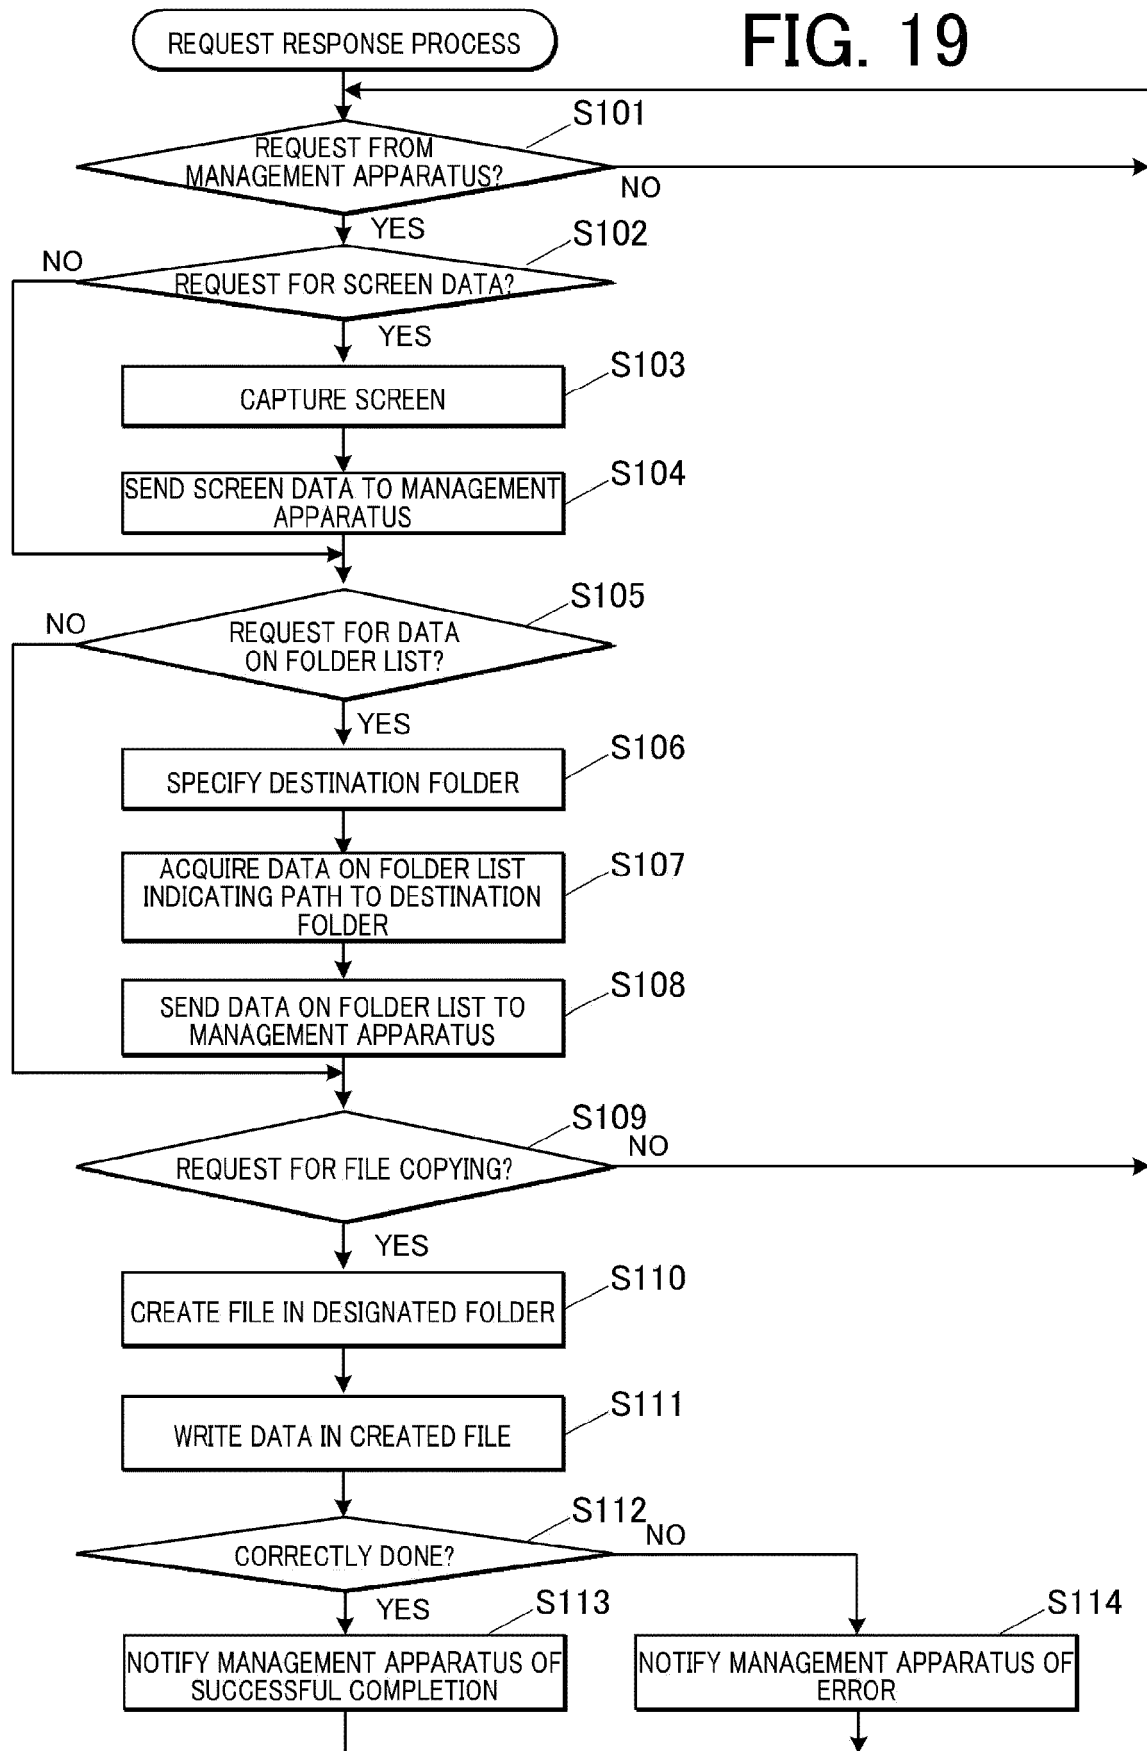 FIG. 19
REQUEST RESPONSE PROCESS
S101
REQUEST FROM
MANAGEMENT APPARATUS?
NO
YES
S102
NO
REQUEST FOR SCREEN DATA?
YES
S103
CAPTURE SCREEN
S104
SEND SCREEN DATA TO MANAGEMENT
APPARATUS
S105
NO
REQUEST FOR DATA
ON FOLDER LIST?
YES
S106
SPECIFY DESTINATION FOLDER
S107
ACQUIRE DATA ON FOLDER LIST
INDICATING PATH TO DESTINATION
FOLDER
S108
SEND DATA ON FOLDER LIST TO
MANAGEMENT APPARATUS
S109
NO
REQUEST FOR FILE COPYING?
YES
S110
CREATE FILE IN DESIGNATED FOLDER
S111
WRITE DATA IN CREATED FILE
S112
NO
CORRECTLY DONE?
YES
S113
S114
NOTIFY MANAGEMENT APPARATUS OF
SUCCESSFUL COMPLETION
NOTIFY MANAGEMENT APPARATUS OF
ERROR